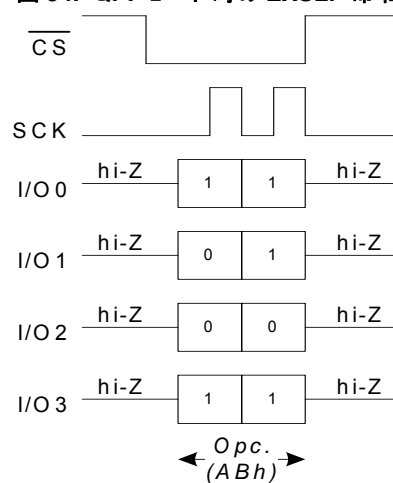 CS
SCK
hi-Z 1 1 hi-Z
I/O 0
hi-Z 0 1 hi-Z
I/O 1
hi-Z 0 0 hi-Z
I/O 2
hi-Z 1 1 hi-Z
I/O 3
Opc.
(ABh)